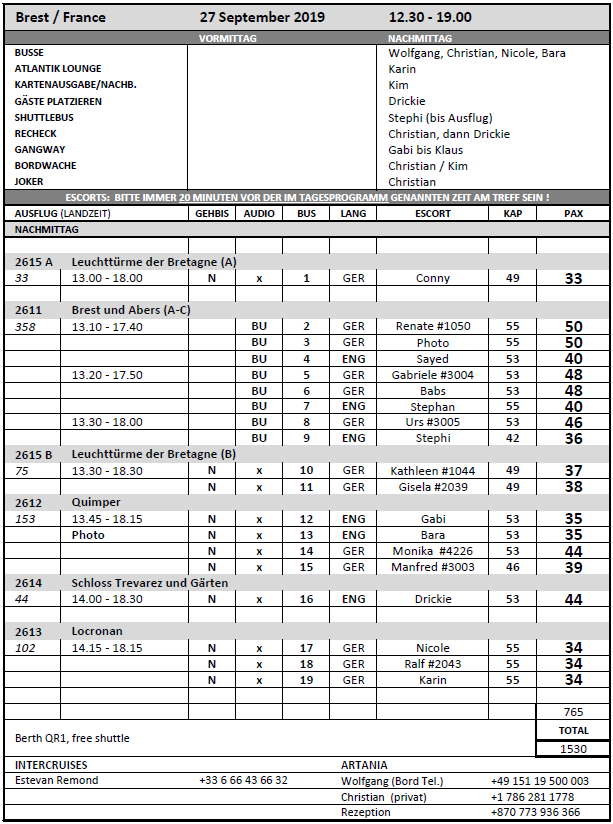 Brest / France 27 September 2019 12.30 - 19.00
VORMITTAG NACHMITTAG
BUSSE Wolfgang, Christian, Nicole, Bara
ATLANTIK LOUNGE Karin
KARTENAUSGABE/NACHB. Kim
GÄSTE PLATZIEREN Drickie
SHUTTLEBUS Stephi (bis Ausflug)
RECHECK Christian, dann Drickie
GANGWAY Gabi bis Klaus
BORDWACHE Christian / Kim
JOKER Christian
ESCORTS: BITTE IMMER 20 MINUTEN VOR DER IM TAGESPROGRAMM GENANNTEN ZEIT AM TREFF SEIN !
AUSFLUG (LANDZEIT) GEHBIS AUDIO BUS LANG ESCORT KAP PAX
NACHMITTAG
2615 A Leuchttürme der Bretagne (A)
33 13.00 - 18.00 N x 1 GER Conny 49 33
2611 Brest und Abers (A-C)
358 13.10 - 17.40 BU 2 GER Renate #1050 55 50
BU 3 GER Photo 55 50
BU 4 ENG Sayed 53 40
13.20 - 17.50 BU 5 GER Gabriele #3004 55 48
BU 6 GER Babs 53 48
BU 7 ENG Stephan 55 40
13.30 - 18.00 BU 8 GER Urs #3005 53 46
BU 9 ENG Stephi 42 36
2615 B Leuchttürme der Bretagne (B)
75 13.30 - 18.30 N x 10 GER Kathleen #1044 49 37
N x 11 GER Gisela #2039 49 38
2612 Quimper
153 13.45 - 18.15 N x 12 ENG Gabi 53 35
Photo N x 13 ENG Bara 53 35
N x 14 GER Monika #4226 53 44
N x 15 GER Manfred #3003 46 39
2614 Schloss Trevarez und Gärten
44 14.00 - 18.30 N x 16 ENG Drickie 53 44
2613 Locronan
102 14.15 - 18.15 N x 17 GER Nicole 55 34
N x 18 GER Ralf #2043 55 34
N x 19 GER Karin 55 34
765
Berth QR1, free shuttle TOTAL
1530
INTERCRUISES ARTANIA
Estevan Remond +33 6 66 43 66 32 Wolfgang (Bord Tel.) +49 151 19 500 003
Christian (privat) +1 786 281 1778
Rezeption +870 773 936 366